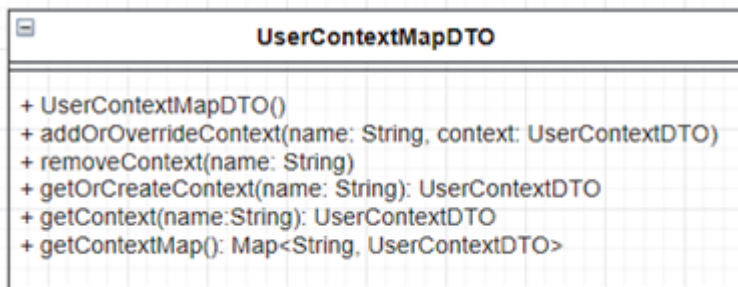 UserContextMapDTO
+ UserContextMapDTO()
+ addOrOverrideContext(name: String, context: UserContextDTO)
+ removeContext(name: String)
+ getOrCreateContext(name: String): UserContextDTO
+ getContext(name:String): UserContextDTO
+ getContextMap(): Map<String, UserContextDTO>